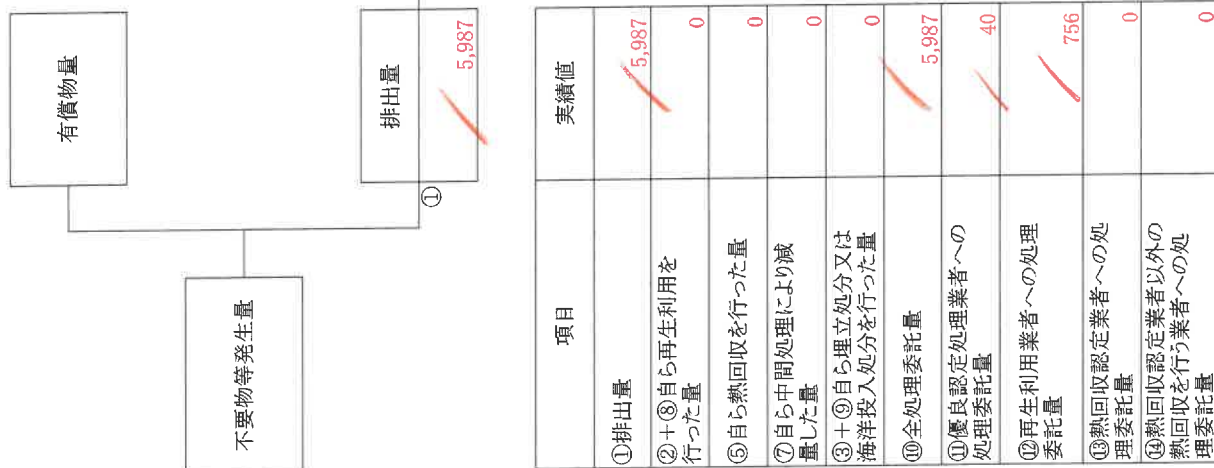 有償物量
不要物等発生量
排出量
5,987
①
項目
実績値
①排出量
5,987
②+⑧自ら再生利用を
行った量
0
⑤自ら熱回収を行った量
0
⑦自ら中間処理により減
量した量
0
③+⑨自ら埋立処分又は
海洋投入処分を行った量
0
⑩全処理委託量
5,987
⑪優良認定処理業者への
処理委託量
40
⑫再生利用業者への処理
委託量
756
⑬熱回収認定業者への処
理委託量
0
⑭熱回収認定業者以外の
熱回収を行う業者への処
理委託量
0